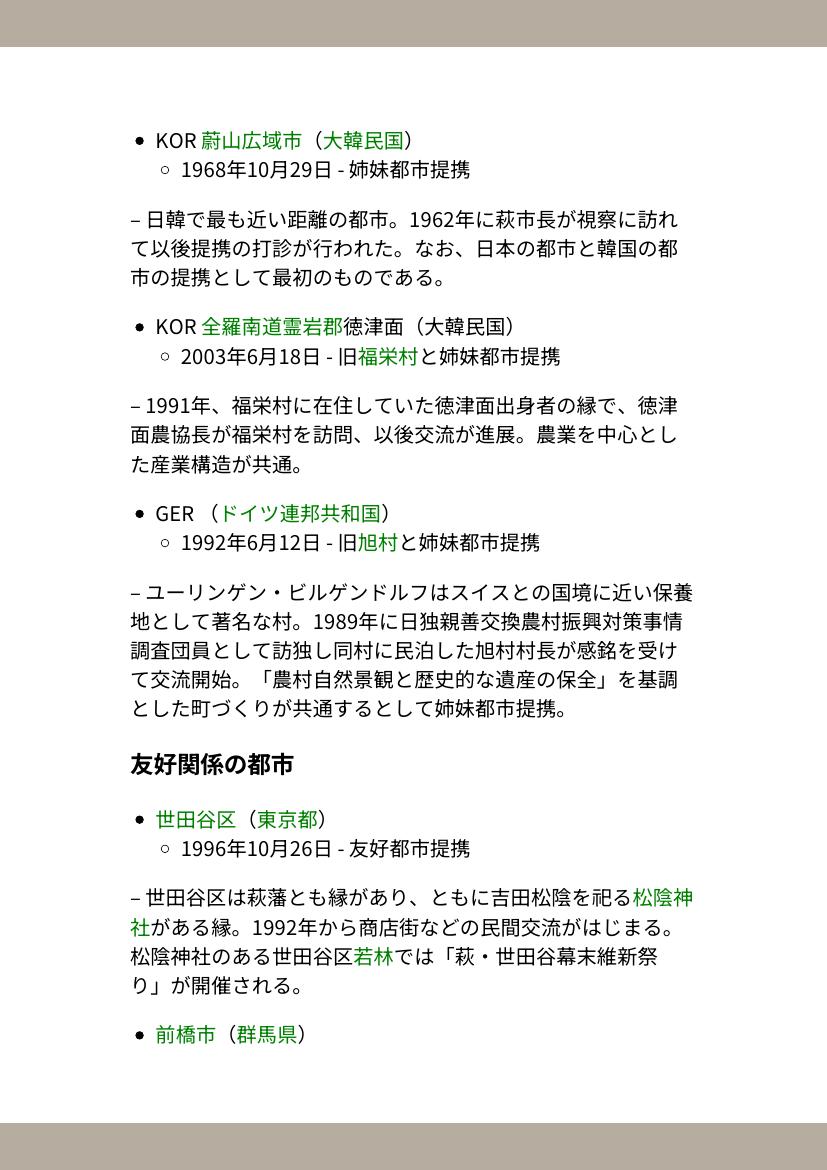 • KOR 蔚山広域市（大韓民国）
◦ 1968年10月29日 - 姉妹都市提携
– 日韓で最も近い距離の都市。1962年に萩市長が視察に訪れ
て以後提携の打診が行われた。なお、日本の都市と韓国の都
市の提携として最初のものである。
• KOR 全羅南道霊岩郡徳津面（大韓民国）
◦ 2003年6月18日 - 旧福栄村と姉妹都市提携
– 1991年、福栄村に在住していた徳津面出身者の縁で、徳津
面農協長が福栄村を訪問、以後交流が進展。農業を中心とし
た産業構造が共通。
• GER （ドイツ連邦共和国）
◦ 1992年6月12日 - 旧旭村と姉妹都市提携
– ユーリンゲン・ビルゲンドルフはスイスとの国境に近い保養
地として著名な村。1989年に日独親善交換農村振興対策事情
調査団員として訪独し同村に民泊した旭村村長が感銘を受け
て交流開始。「農村自然景観と歴史的な遺産の保全」を基調
とした町づくりが共通するとして姉妹都市提携。
友好関係の都市
• 世田谷区（東京都）
◦ 1996年10月26日 - 友好都市提携
– 世田谷区は萩藩とも縁があり、ともに吉田松陰を祀る松陰神
社がある縁。1992年から商店街などの民間交流がはじまる。
松陰神社のある世田谷区若林では「萩・世田谷幕末維新祭
り」が開催される。
• 前橋市（群馬県）